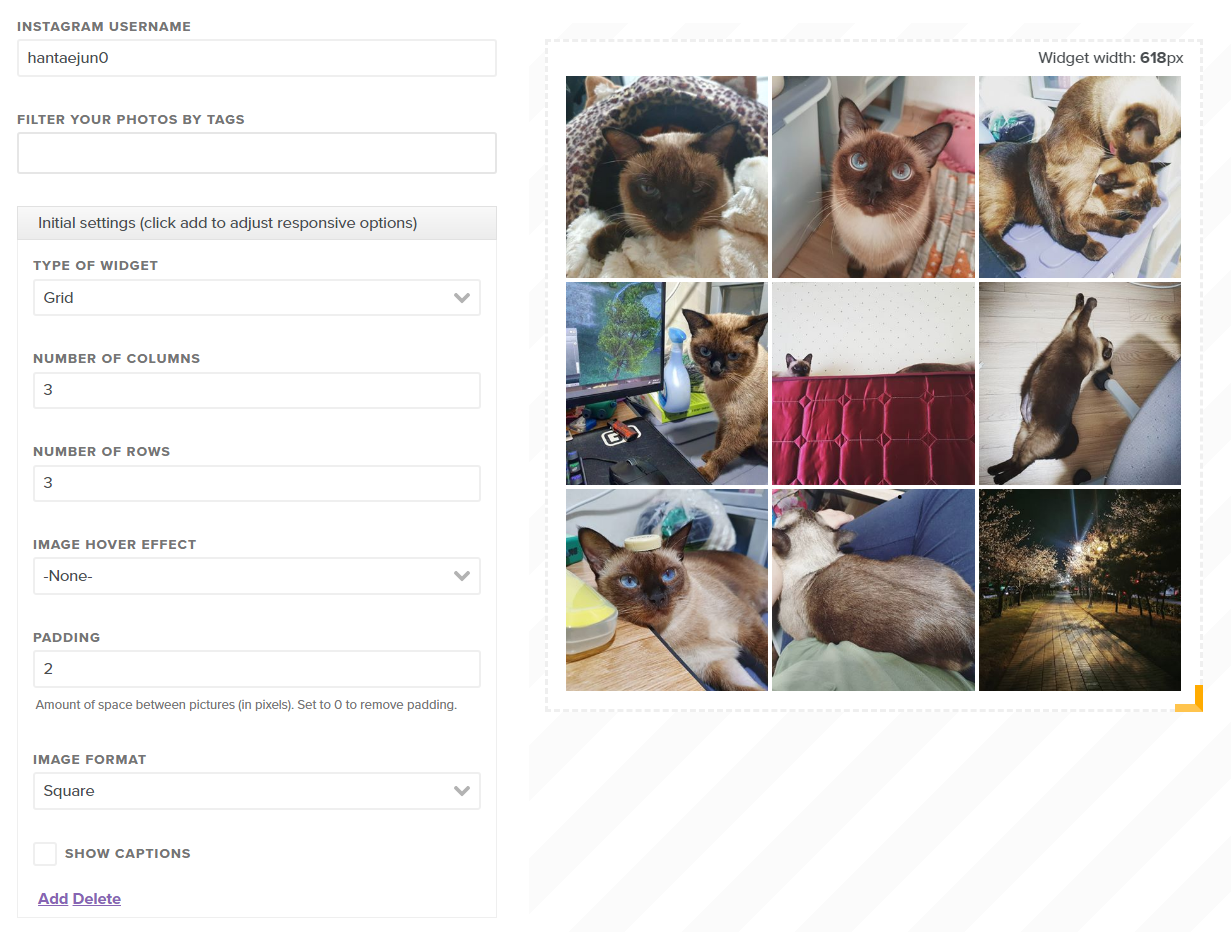 INSTAGRAM USERNAME
hantaejun0
FILTER YOUR PHOTOS BY TAGS
Initial settings (click add to adjust responsive options)
TYPE OF WIDGET
Grid
NUMBER OF COLUMNS
3
NUMBER OF ROWS
3
IMAGE HOVER EFFECT
-None-
PADDING
2
Amount of space between pictures (in pixels). Set to 0 to remove padding.
IMAGE FORMAT
Square
SHOW CAPTIONS
Add Delete
Widget width: 618px